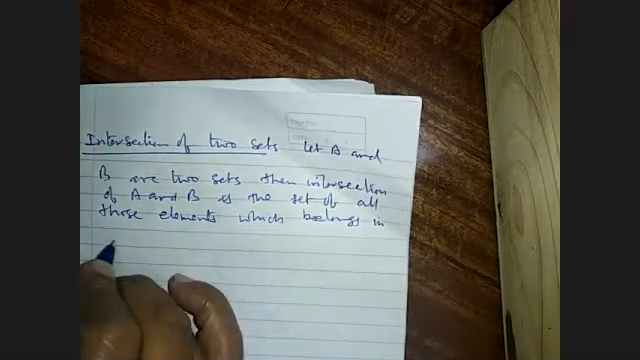 Intersection of two sets Let A and
B are two sets then intersection
of A and B is the set of all
those elements which belongs in